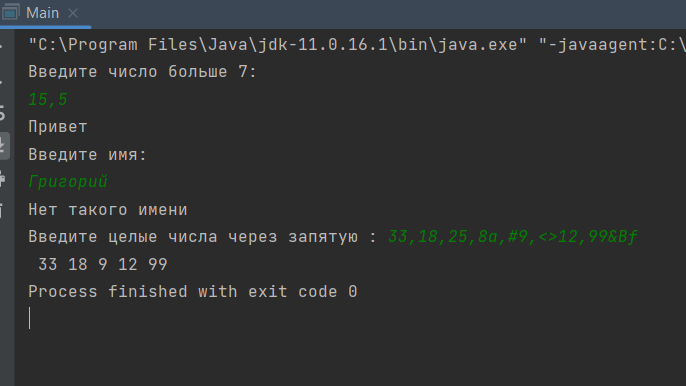 Main
"C:\Program Files\Java\jdk-11.0.16.1\bin\java.exe" "-javaagent:C:\
Введите число больше 7:
15,5
Привет
Введите имя:
Григорий
Нет такого имени
Введите целые числа через запятую : 33,18,25,8a,#9,<>12,99&Bf
33 18 9 12 99
Process finished with exit code 0